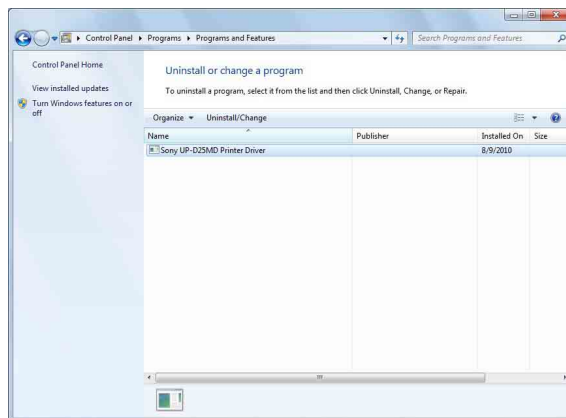 Control Panel ▸ Programs ▸ Programs and Features
Search Programs and Features
Control Panel Home
View installed updates
Turn Windows features on or
off
Uninstall or change a program
To uninstall a program, select it from the list and then click Uninstall, Change, or Repair.
Organize Uninstall/Change
Name Publisher Installed On Size
Sony UP-D25MD Printer Driver 8/9/2010